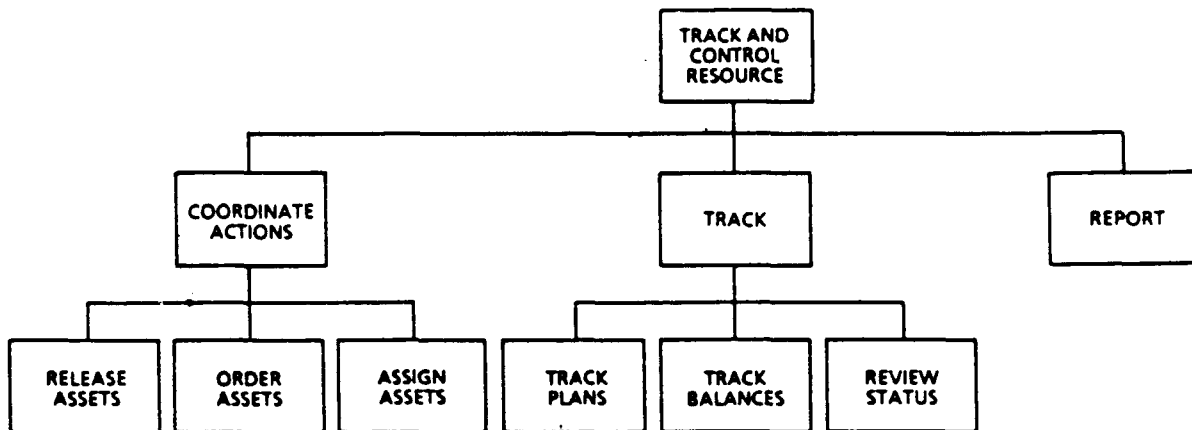 TRACK AND
CONTROL
RESOURCE
COORDINATE
ACTIONS
TRACK
REPORT
RELEASE
ASSETS
ORDER
ASSETS
ASSIGN
ASSETS
TRACK
PLANS
TRACK
BALANCES
REVIEW
STATUS